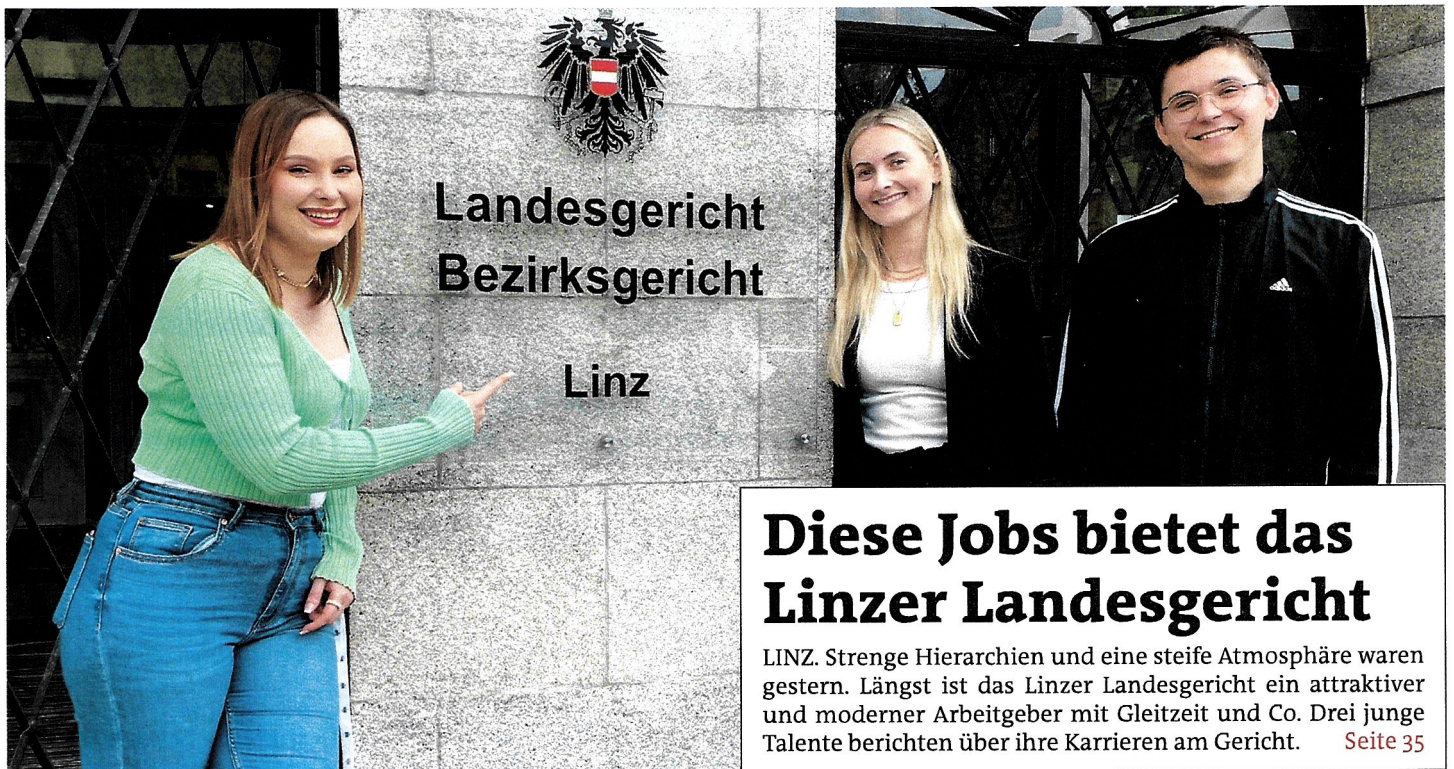 Landesgericht
Bezirksgericht
Linz
adidas
Diese Jobs bietet das
Linzer Landesgericht
LINZ. Strenge Hierarchien und eine steife Atmosphäre waren
gestern. Längst ist das Linzer Landesgericht ein attraktiver
und moderner Arbeitgeber mit Gleitzeit und Co. Drei junge
Talente berichten über ihre Karrieren am Gericht. Seite 35